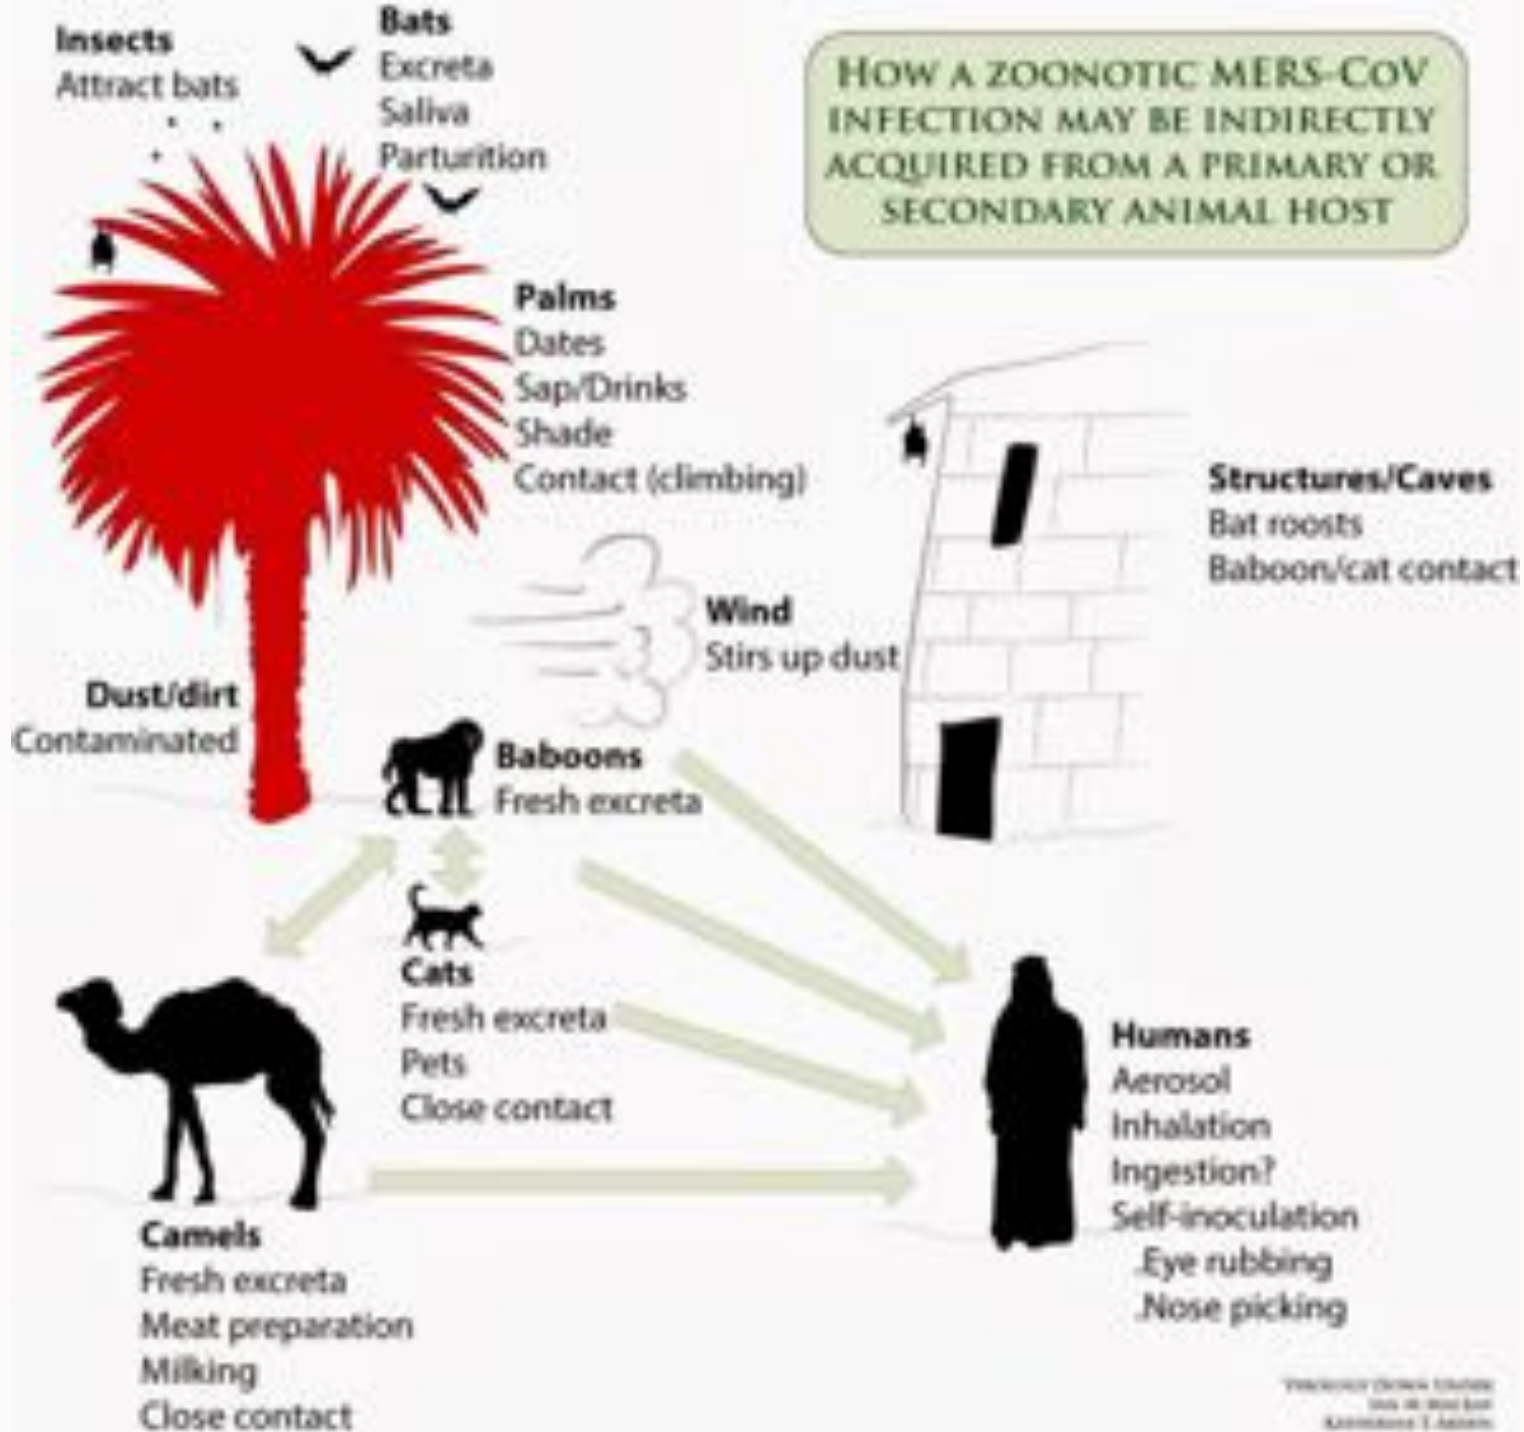 Insects
Attract bats
Bats
Excreta
Saliva
Parturition
HOW A ZOONOTIC MERS-COV
INFECTION MAY BE INDIRECTLY
ACQUIRED FROM A PRIMARY OR
SECONDARY ANIMAL HOST
Palms
Dates
Sap/Drinks
Shade
Contact (climbing)
Structures/Caves
Bat roosts
Baboon/cat contact
Wind
Stirs up dust
Dust/dirt
Contaminated
Baboons
Fresh excreta
Cats
Fresh excreta
Pets
Close contact
Humans
Aerosol
Inhalation
Ingestion?
Self-inoculation
.Eye rubbing
.Nose picking
Camels
Fresh excreta
Meat preparation
Milking
Close contact
VIROLOGY DOWN UNDER